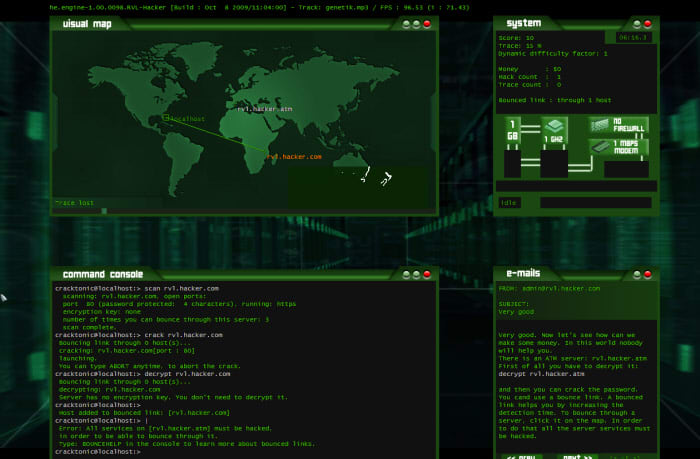 he.engine-1.00.0098.RVL-Hacker [Build : Oct  8 2009/11:04:00] - Track: genetik.mp3 / FPS : 96.53 (i : 71.43)
visual map
rvl.hacker.atm
localhost
rvl.hacker.com
Trace lost
system
Score: 10
06:16.3
Trace: 15 %
Dynamic difficulty factor: 1
Money : $0
Hack count : 1
Trace count : 0
Bounced link : through 1 host
1 GB
1 GHZ
NO FIREWALL
1 MBPS MODEM
Idle
command console
cracktonic@localhost:> scan rvl.hacker.com
scanning: rvl.hacker.com, open ports:
port  80 (password protected:  4 characters), running: https
encryption key: none
number of times you can bounce through this server: 3
scan complete.
cracktonic@localhost:> crack rvl.hacker.com
Bouncing link through 0 host(s)...
cracking: rvl.hacker.com[port : 80]
launching.
You can type ABORT anytime, to abort the crack.
cracktonic@localhost:> decrypt rvl.hacker.com
Bouncing link through 0 host(s)...
decrypting: rvl.hacker.com
Server has no encryption key. You don't need to decrypt it.
cracktonic@localhost:>
Host added to bounced link: [rvl.hacker.com]
cracktonic@localhost:> |
Error: All services on [rvl.hacker.atm] must be hacked,
in order to be able to bounce through it.
Type: BOUNCEHELP in the console to learn more about bounced links.
cracktonic@localhost:>
e-mails
FROM: admin@rvl.hacker.com
SUBJECT:
Very good
Very good. Now let's see how can we
make some money. In this world nobody
will help you.
There is an ATM server: rvl.hacker.atm
First of all you have to decrypt it:
decrypt rvl.hacker.atm
and then you can crack the password.
You cand use a bounce link. A bounced
link helps you by increasing the
detection time. To bounce through a
server, click it on the map. In order
to do that all the server services must
be hacked.
<< prev
next >>